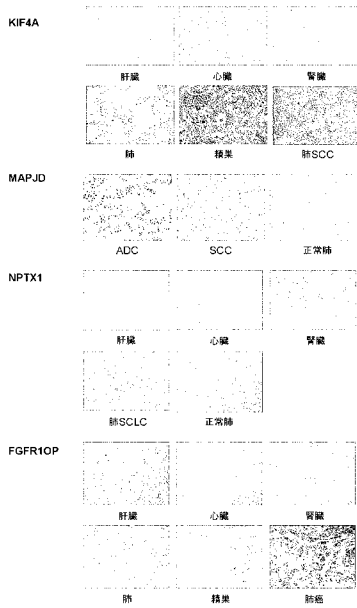 KIF4A
肝臓 心臓 腎臓
肺 精巣 肺SCC
MAPJD
ADC SCC 正常肺
NPTX1
肝臓 心臓 腎臓
肺SCLC 正常肺
FGFR1OP
肝臓 心臓 腎臓
肺 精巣 肺癌